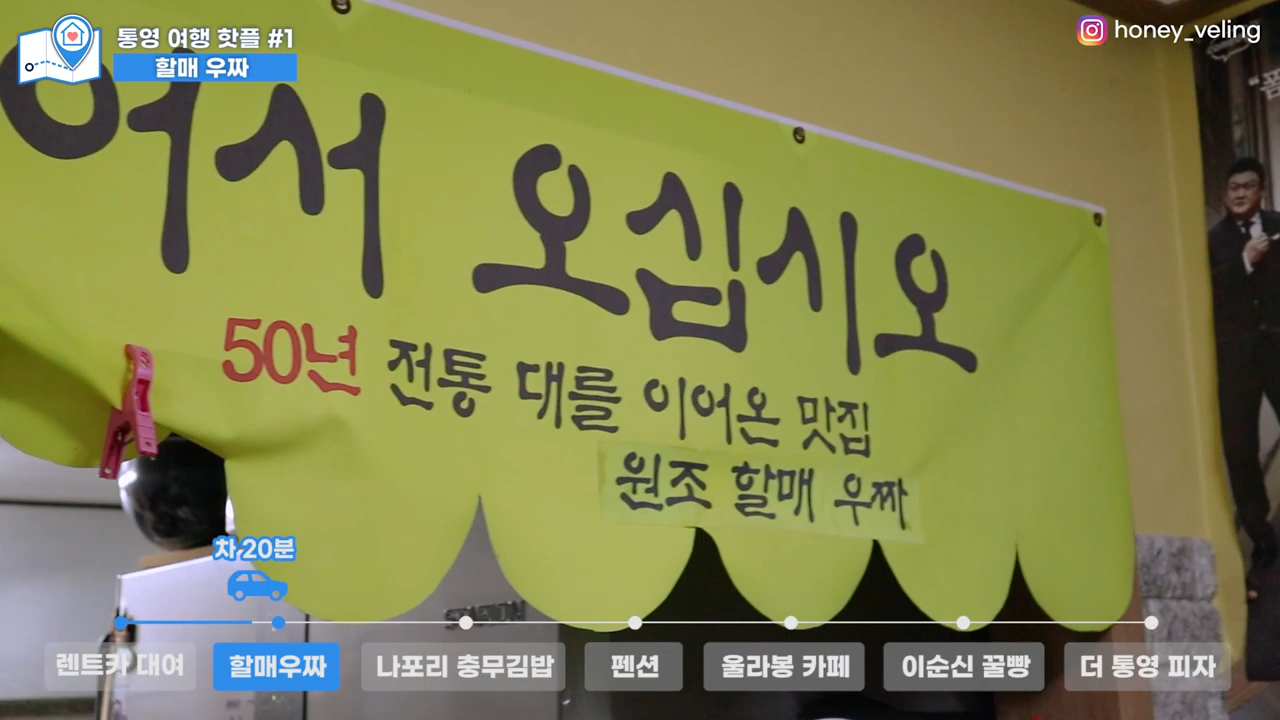 통영 여행 핫플 #1
할매 우짜
honey_veling
어서 오십시오
50년 전통 대를 이어온 맛집
원조 할매 우짜
차 20분
렌트카 대여
할매우짜
나포리 충무김밥
펜션
울라봉 카페
이순신 꿀빵
더 통영 피자